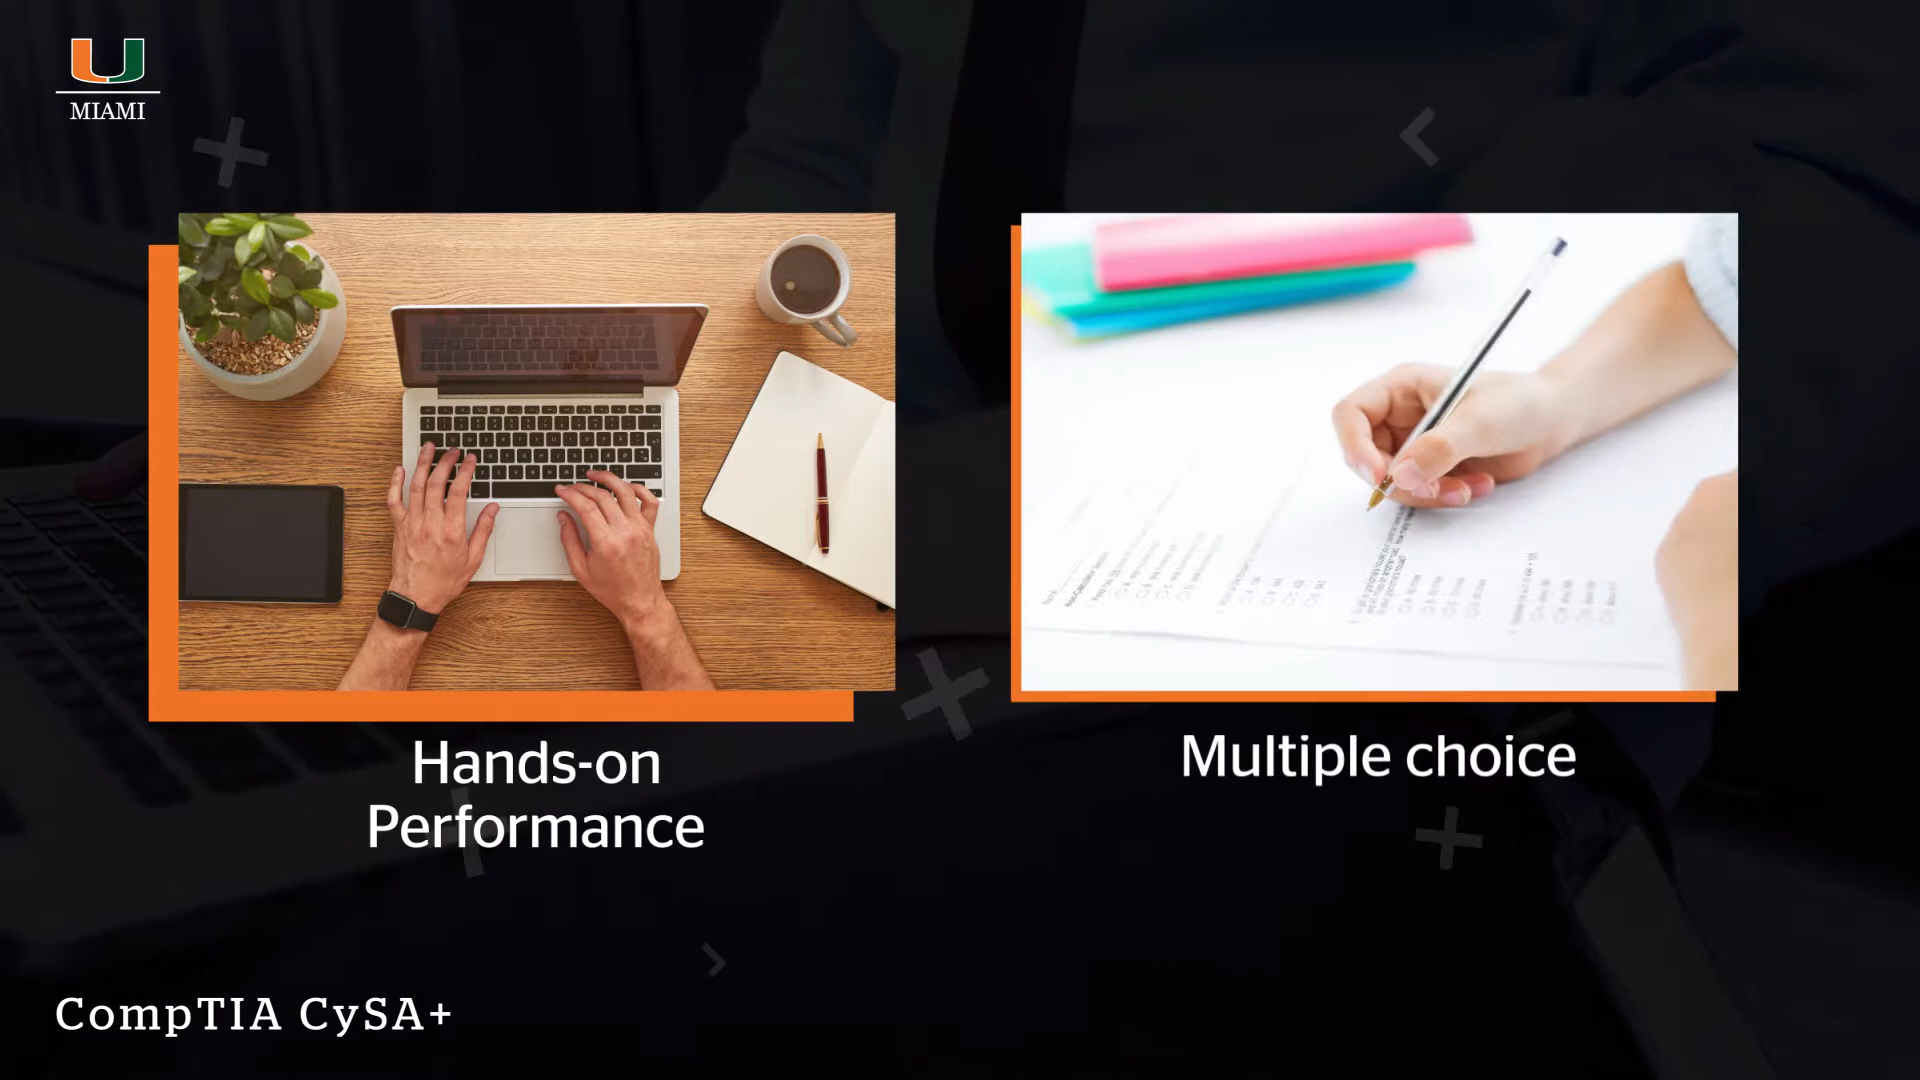 MIAMI
Hands-on
Performance
Multiple choice
CompTIA CySA+